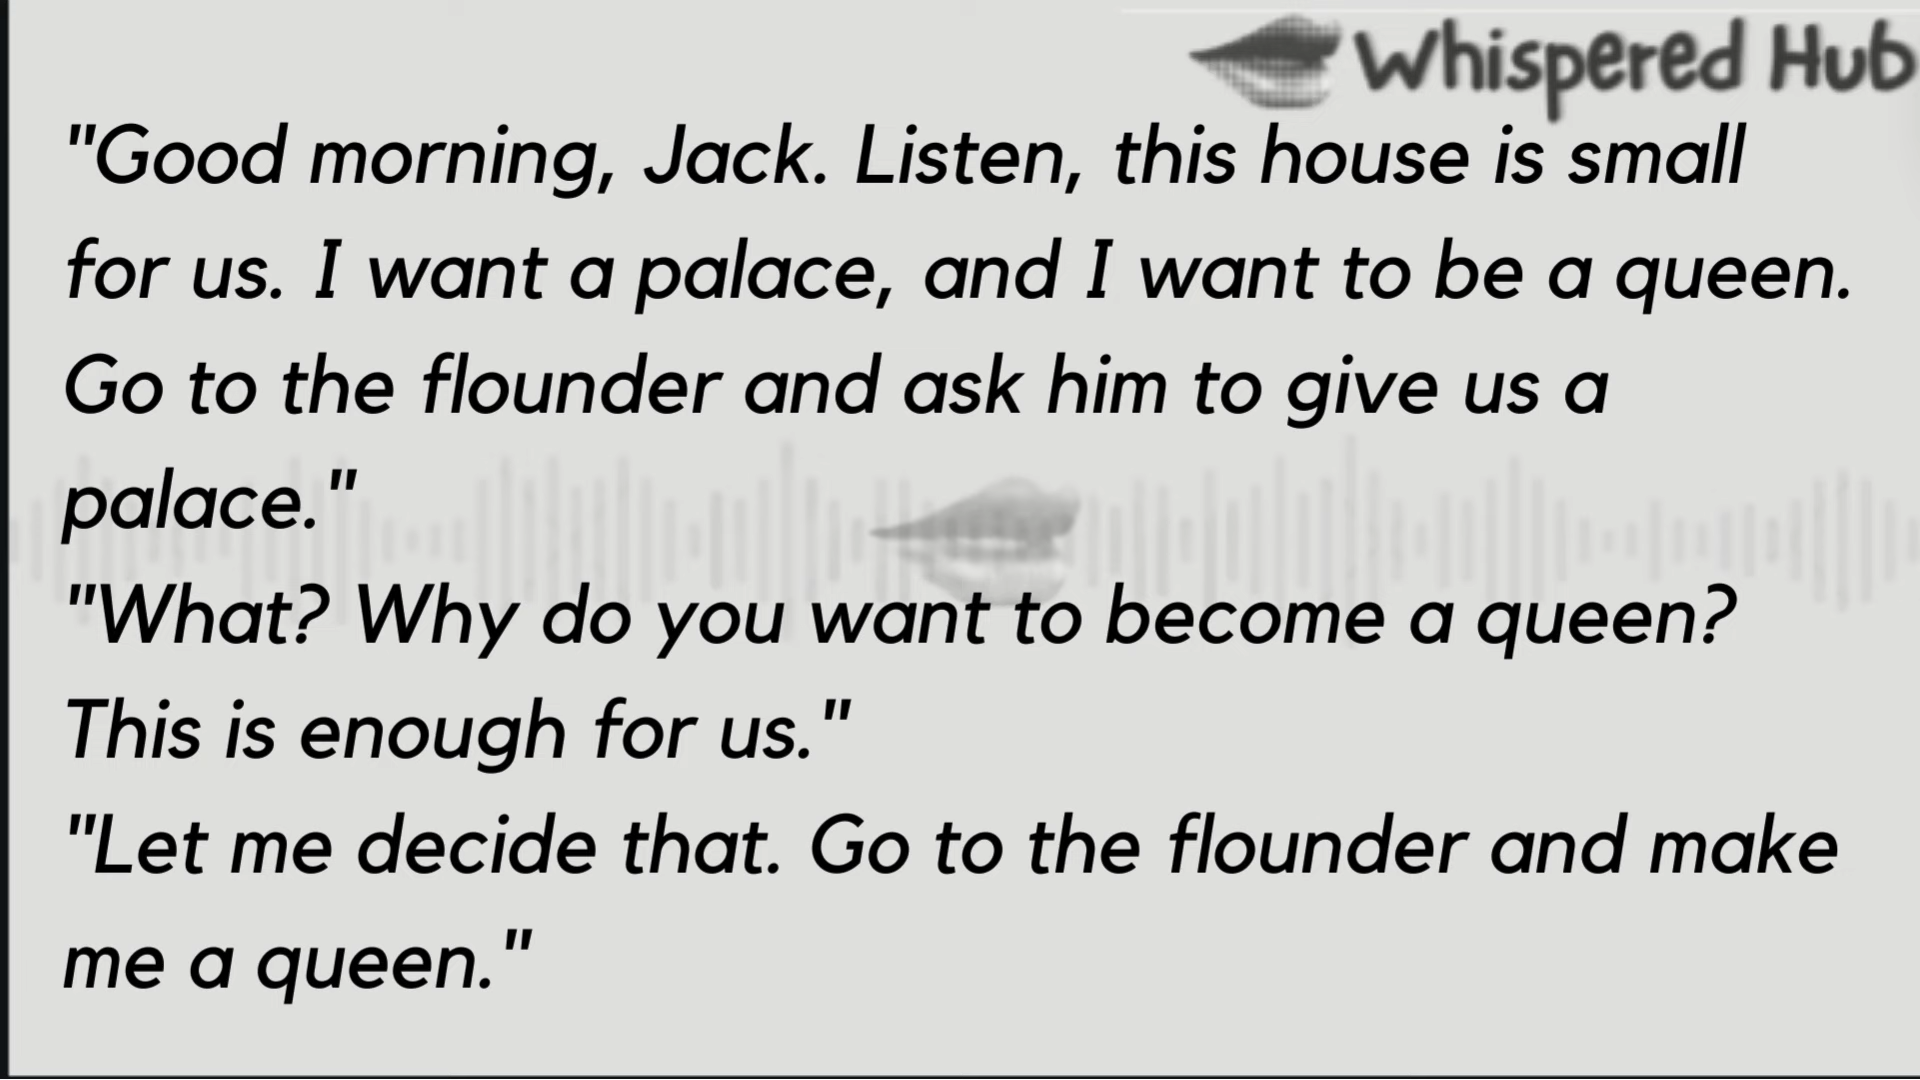 Whispered Hub
"Good morning, Jack. Listen, this house is small
for us. I want a palace, and I want to be a queen.
Go to the flounder and ask him to give us a
palace."
"What? Why do you want to become a queen?
This is enough for us."
"Let me decide that. Go to the flounder and make
me a queen."